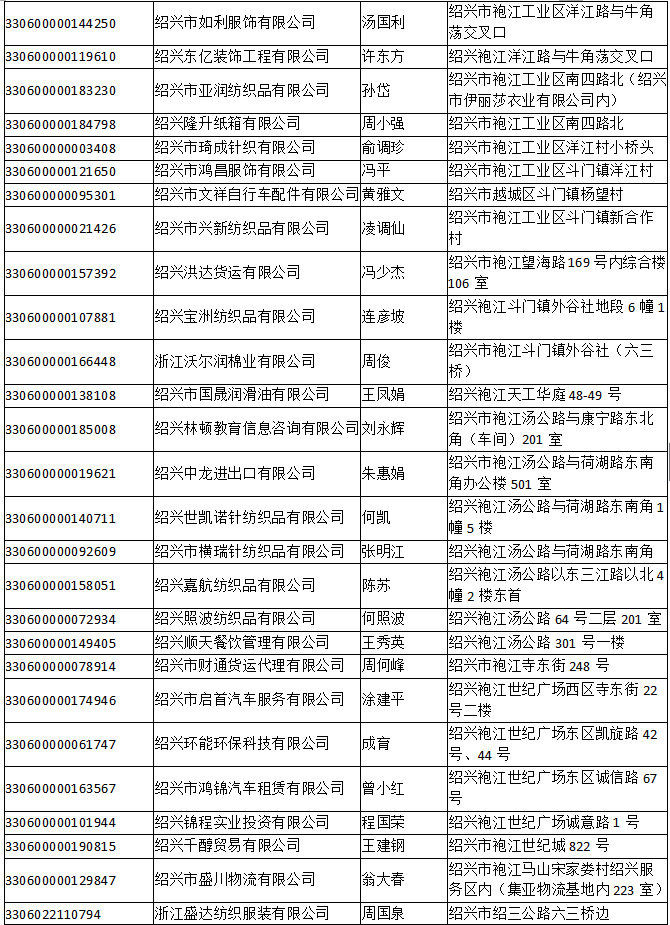 330600000144250 绍兴市如利服饰有限公司 汤国利 绍兴市袍江工业区洋江路与牛角
荡交叉口
330600000119610 绍兴东亿装饰工程有限公司 许东方 绍兴袍江洋江路与牛角荡交叉口
330600000183230 绍兴市亚润纺织品有限公司 孙岱 绍兴市袍江工业区南四路北（绍兴
市伊丽莎衣业有限公司内）
330600000184798 绍兴隆升纸箱有限公司 周小强 绍兴市袍江工业区南四路北
330600000003408 绍兴市琦成针织有限公司 俞调珍 绍兴市袍江工业区洋江村小桥头
330600000121650 绍兴市鸿昌服饰有限公司 冯平 绍兴市袍江工业区斗门镇洋江村
330600000095301 绍兴市文祥自行车配件有限公司 黄雅文 绍兴市越城区斗门镇杨望村
330600000021426 绍兴市兴新纺织品有限公司 凌调仙 绍兴市袍江工业区斗门镇新合作
村
330600000157392 绍兴洪达货运有限公司 冯少杰 绍兴市袍江望海路 169 号内综合楼
106 室
330600000107881 绍兴宝洲纺织品有限公司 连彦坡 绍兴袍江斗门镇外谷社地段 6 幢 1
楼
330600000166448 浙江沃尔润棉业有限公司 周俊 绍兴市袍江斗门镇外谷社（六三
桥）
330600000138108 绍兴市国晟润滑油有限公司 王凤娟 绍兴袍江天工华庭 48-49 号
330600000185008 绍兴林顿教育信息咨询有限公司 刘永辉 绍兴市袍江汤公路与康宁路东北
角（车间）201 室
330600000019621 绍兴中龙进出口有限公司 朱惠娟 绍兴市袍江汤公路与荷湖路东南
角办公楼 501 室
330600000140711 绍兴世凯诺针纺织品有限公司 何凯 绍兴袍江汤公路与荷湖路东南角 1
幢 5 楼
330600000092609 绍兴市横瑞针纺织品有限公司 张明江 绍兴袍江汤公路与荷湖路东南角
330600000158051 绍兴嘉航纺织品有限公司 陈苏 绍兴袍江汤公路以东三江路以北 4
幢 2 楼东首
330600000072934 绍兴照波纺织品有限公司 何照波 绍兴袍江汤公路 64 号二层 201 室
330600000149405 绍兴顺天餐饮管理有限公司 王秀英 绍兴袍江汤公路 301 号一楼
330600000078914 绍兴市财通货运代理有限公司 周何峰 绍兴市袍江寺东街 248 号
330600000174946 绍兴市启首汽车服务有限公司 涂建平 绍兴袍江世纪广场西区寺东街 22
号二楼
330600000061747 绍兴环能环保科技有限公司 成育 绍兴袍江世纪广场东区凯旋路 42
号、44 号
330600000163567 绍兴市鸿锦汽车租赁有限公司 曾小红 绍兴袍江世纪广场东区诚信路 67
号
330600000101944 绍兴锦程实业投资有限公司 程国荣 绍兴袍江世纪广场诚意路 1 号
330600000190815 绍兴千醇贸易有限公司 王建钢 绍兴市袍江世纪城 822 号
330600000129847 绍兴市盛川物流有限公司 翁大春 绍兴市袍江马山宋家娄村绍兴服
务区内（集亚物流基地内 223 室）
3306022110794 浙江盛达纺织服装有限公司 周国泉 绍兴市绍三公路六三桥边